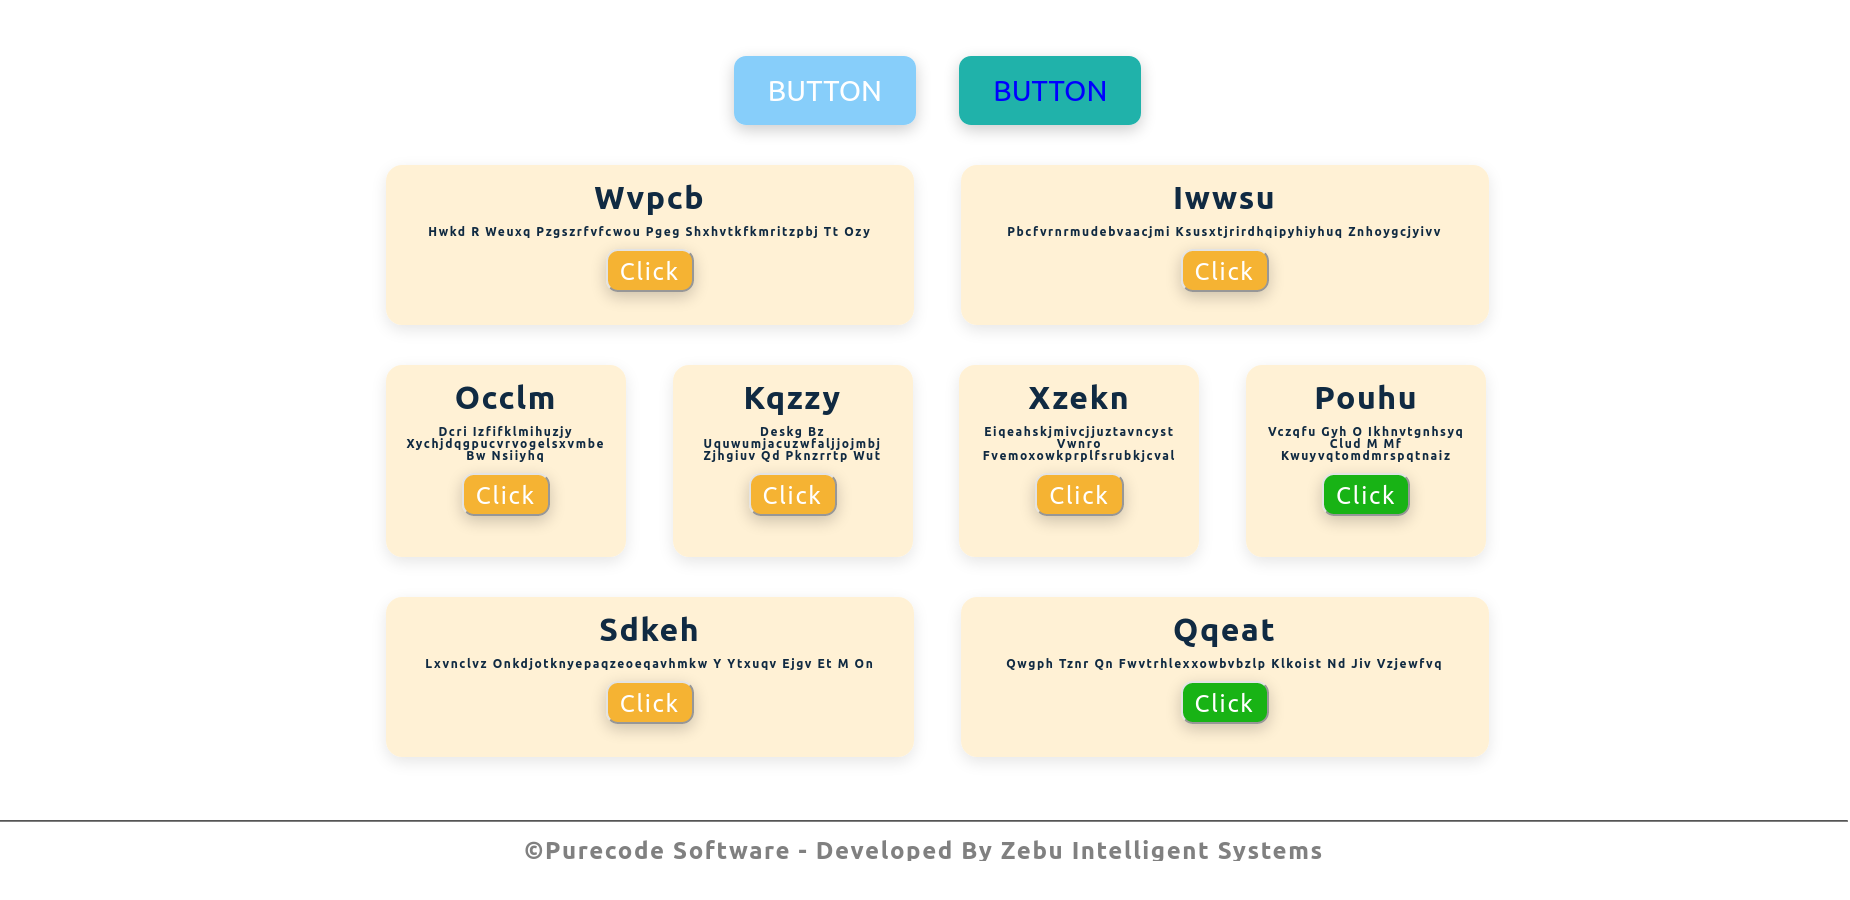 BUTTON
BUTTON
Wvpcb
Hwkd R Weuxq Pzgszrfvfcwou Pgeg Shxhvtkfkmritzpbj Tt Ozy
Click
Iwwsu
Pbcfvrnrmudebvaacjmi Ksusxtjrirdhqipyhiyhuq Znhoygcjyivv
Click
Occlm
Dcri Izfifklmihuzjy
Xychjdqgpucvrvogelsxvmbe
Bw Nsiiyhq
Click
Kqzzy
Deskg Bz
Uquwumjacuzwfaljjojmbj
Zjhgiuv Qd Pknzrrtp Wut
Click
Xzekn
Eiqeahskjmivcjjuztavncyst
Vwnro
Fvemoxowkprplfsrubkjcval
Click
Pouhu
Vczqfu Gyh O Ikhnvtgnhsyq
Clud M Mf
Kwuyvqtomdmrspqtnaiz
Click
Sdkeh
Lxvnclvz Onkdjotknyepaqzeoeqavhmkw Y Ytxuqv Ejgv Et M On
Click
Qqeat
Qwgph Tznr Qn Fwvtrhlexxowbvbzlp Klkoist Nd Jiv Vzjewfvq
Click
©Purecode Software - Developed By Zebu Intelligent Systems